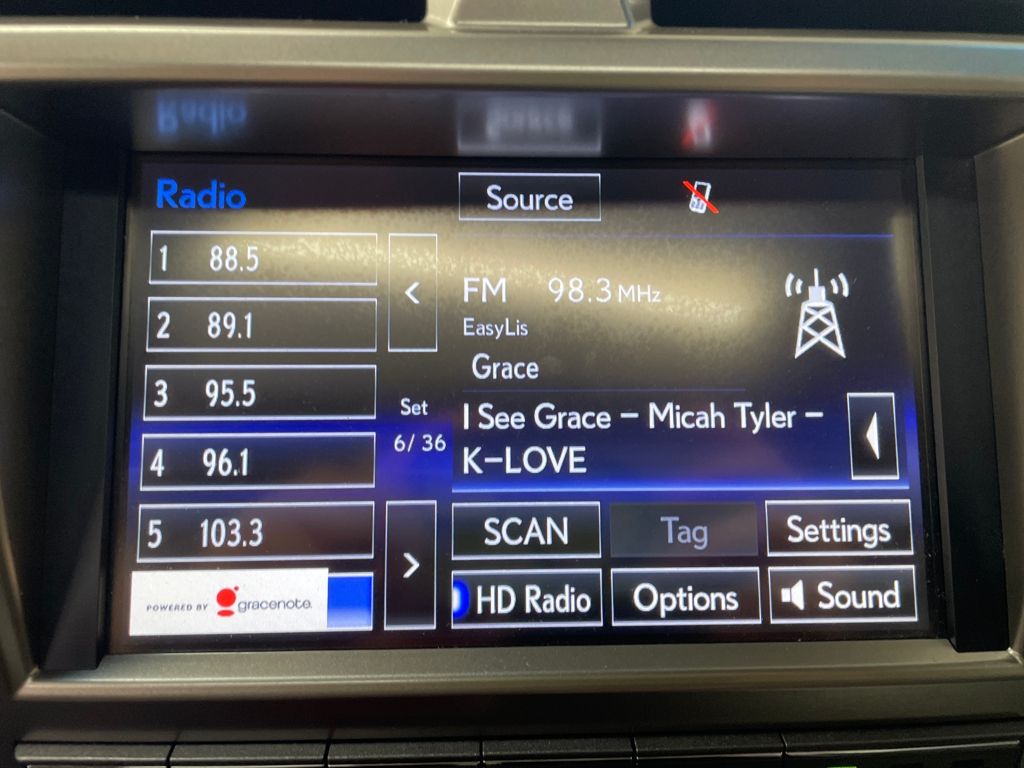 Radio
Source
1 88.5
2 89.1
3 95.5
4 96.1
5 103.3
<
Set
6/ 36
>
FM 98.3 MHz
EasyLis
Grace
I See Grace – Micah Tyler –
K–LOVE
SCAN
Tag
Settings
HD Radio
Options
Sound
POWERED BY gracenote.